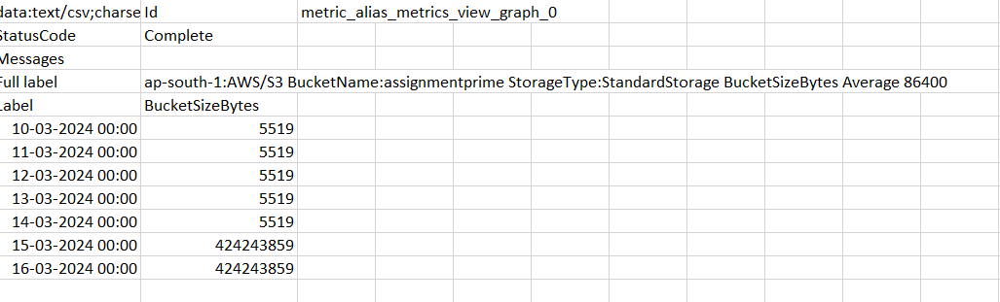 data:text/csv;charse Id metric_alias_metrics_view_graph_0
StatusCode Complete
Messages
Full label ap-south-1:AWS/S3 BucketName:assignmentprime StorageType:StandardStorage BucketSizeBytes Average 86400
Label BucketSizeBytes
10-03-2024 00:00 5519
11-03-2024 00:00 5519
12-03-2024 00:00 5519
13-03-2024 00:00 5519
14-03-2024 00:00 5519
15-03-2024 00:00 424243859
16-03-2024 00:00 424243859